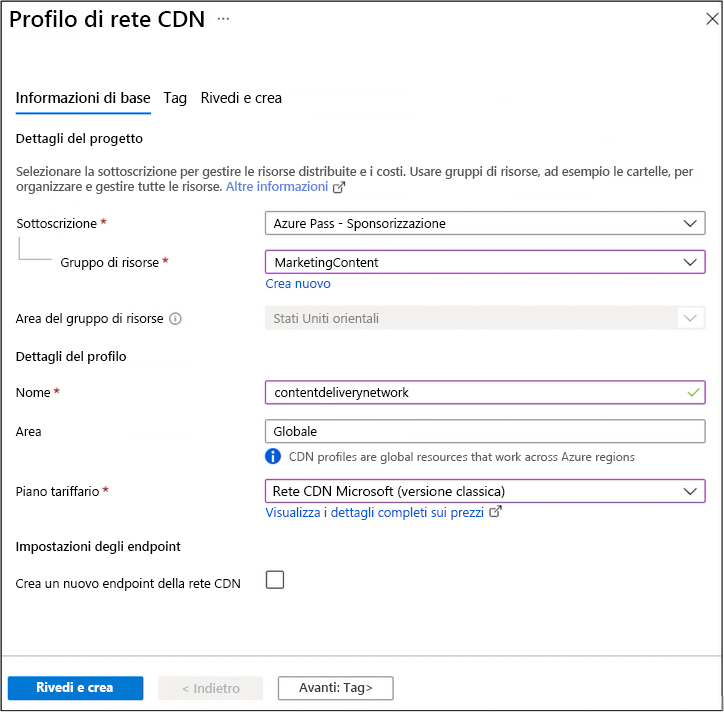 Profilo di rete CDN ...
Informazioni di base Tag Rivedi e crea
Dettagli del progetto
Selezionare la sottoscrizione per gestire le risorse distribuite e i costi. Usare gruppi di risorse, ad esempio le cartelle, per
organizzare e gestire tutte le risorse. Altre informazioni
Sottoscrizione * Azure Pass - Sponsorizzazione
Gruppo di risorse * MarketingContent
Crea nuovo
Area del gruppo di risorse Stati Uniti orientali
Dettagli del profilo
Nome * contentdeliverynetwork
Area Globale
CDN profiles are global resources that work across Azure regions
Piano tariffario * Rete CDN Microsoft (versione classica)
Visualizza i dettagli completi sui prezzi
Impostazioni degli endpoint
Crea un nuovo endpoint della rete CDN
Rivedi e crea < Indietro Avanti: Tag>